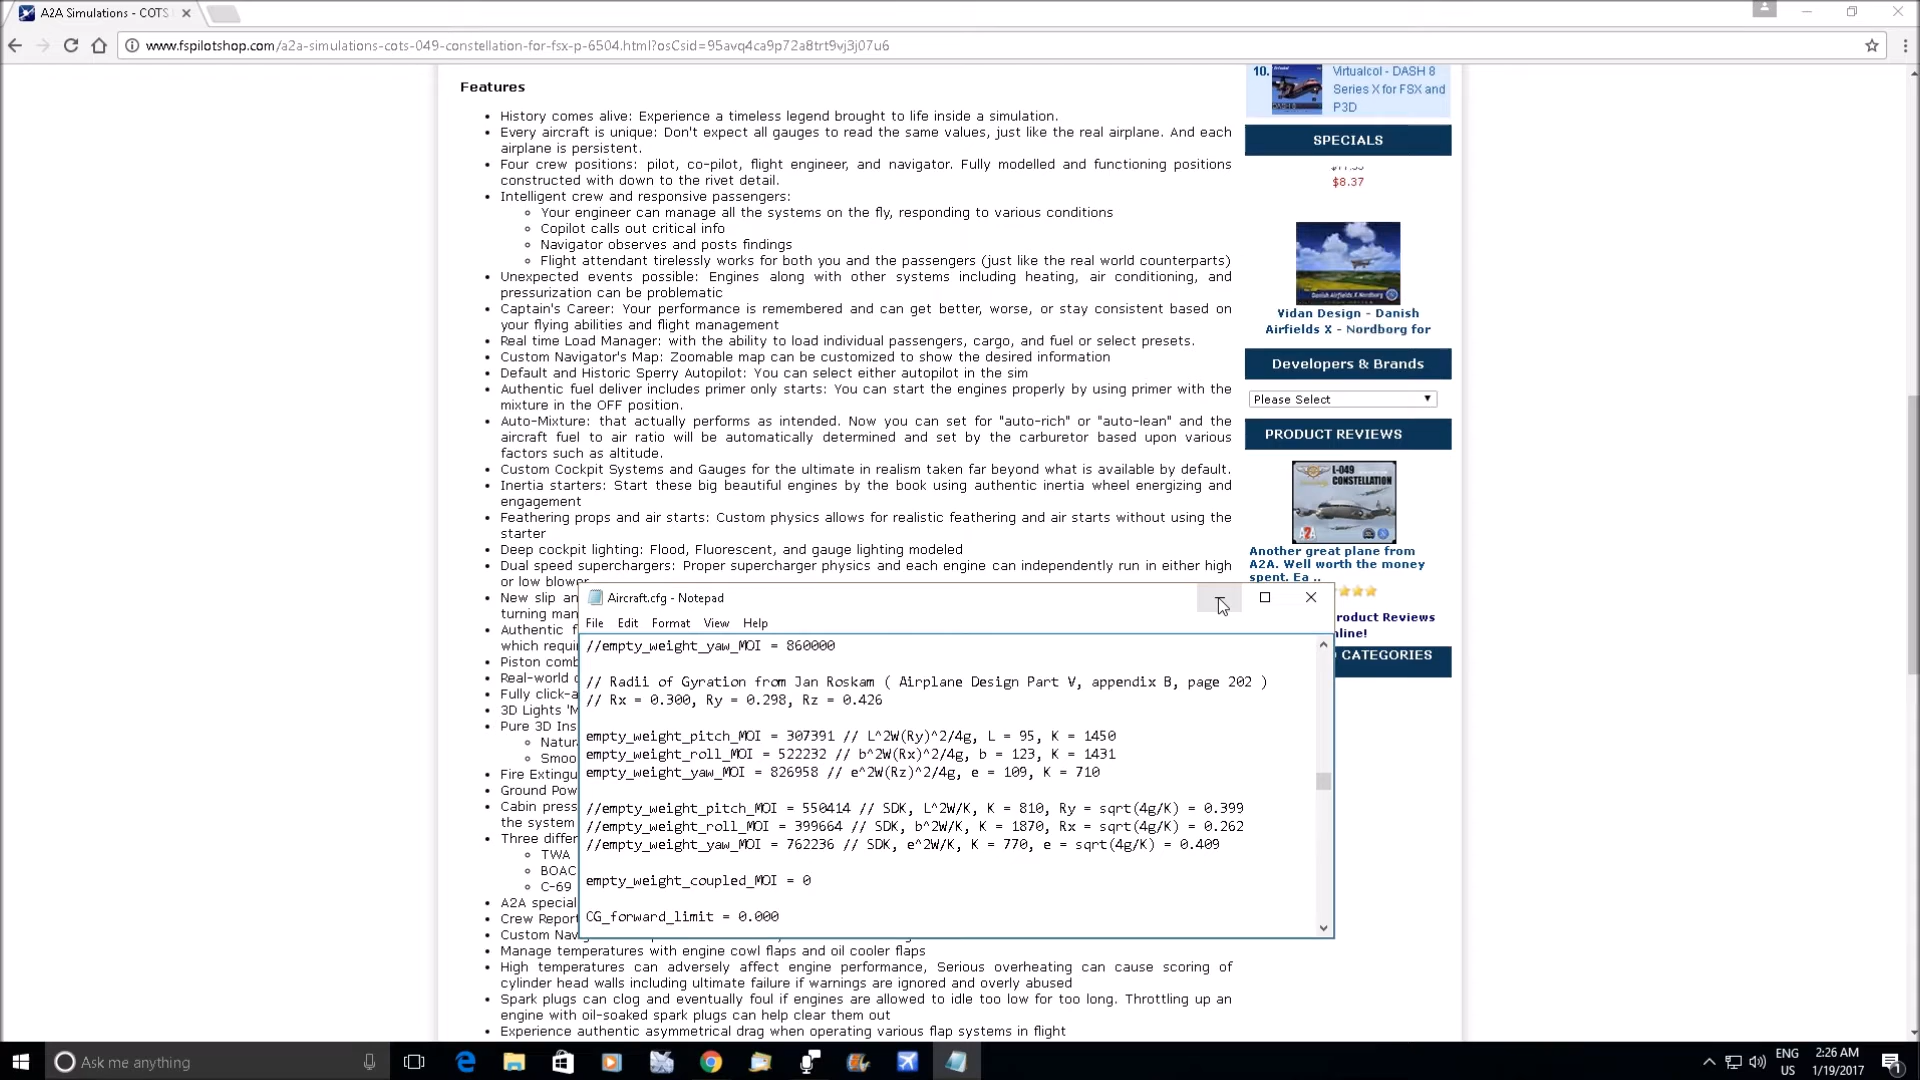 A2A Simulations - COTS
www.fspilotshop.com/a2a-simulations-cots-049-constellation-for-fsx-p-6504.html?osCsid=95avq4ca9p72a8trt9vj3j07u6
Features
History comes alive: Experience a timeless legend brought to life inside a simulation.
Every aircraft is unique: Don't expect all gauges to read the same values, just like the real airplane. And each
airplane is persistent.
Four crew positions: pilot, co-pilot, flight engineer, and navigator. Fully modelled and functioning positions
constructed with down to the rivet detail.
Intelligent crew and responsive passengers:
Your engineer can manage all the systems on the fly, responding to various conditions
Copilot calls out critical info
Navigator observes and posts findings
Flight attendant tirelessly works for both you and the passengers (just like the real world counterparts)
Unexpected events possible: Engines along with other systems including heating, air conditioning, and
pressurization can be problematic
Captain's Career: Your performance is remembered and can get better, worse, or stay consistent based on
your flying abilities and flight management
Real time Load Manager: with the ability to load individual passengers, cargo, and fuel or select presets.
Custom Navigator's Map: Zoomable map can be customized to show the desired information
Default and Historic Sperry Autopilot: You can select either autopilot in the sim
Authentic fuel deliver includes primer only starts: You can start the engines properly by using primer with the
mixture in the OFF position.
Auto-Mixture: that actually performs as intended. Now you can set for "auto-rich" or "auto-lean" and the
aircraft fuel to air ratio will be automatically determined and set by the carburetor based upon various
factors such as altitude.
Custom Cockpit Systems and Gauges for the ultimate in realism taken far beyond what is available by default.
Inertia starters: Start these big beautiful engines by the book using authentic inertia wheel energizing and
engagement
Feathering props and air starts: Custom physics allows for realistic feathering and air starts without using the
starter
Deep cockpit lighting: Flood, Fluorescent, and gauge lighting modeled
Dual speed superchargers: Proper supercharger physics and each engine can independently run in either high
or low blower
New slip an
turning man
Authentic f
which requi
Piston comb
Real-world
Fully click-a
3D Lights 'M
Pure 3D Ins
Natur
Smoo
Fire Extingu
Ground Pow
Cabin press
the system
Three differ
TWA
BOAC
C-69
A2A special
Crew Report
Custom Nav
Manage temperatures with engine cowl flaps and oil cooler flaps
High temperatures can adversely affect engine performance, Serious overheating can cause scoring of
cylinder head walls including ultimate failure if warnings are ignored and overly abused
Spark plugs can clog and eventually foul if engines are allowed to idle too low for too long. Throttling up an
engine with oil-soaked spark plugs can help clear them out
Experience authentic asymmetrical drag when operating various flap systems in flight
10.
Virtualcol - DASH 8
Series X for FSX and
P3D
SPECIALS
$8.37
Danish Airfields X Nordborg
Vidan Design - Danish
Airfields X - Nordborg for
Developers & Brands
Please Select
PRODUCT REVIEWS
L-049
CONSTELLATION
A2A
Another great plane from
A2A. Well worth the money
spent. Ea ..
roduct Reviews
nline!
CATEGORIES
Aircraft.cfg - Notepad
File Edit Format View Help
//empty_weight_yaw_MOI = 860000
// Radii of Gyration from Jan Roskam ( Airplane Design Part V, appendix B, page 202 )
// Rx = 0.300, Ry = 0.298, Rz = 0.426
empty_weight_pitch_MOI = 307391 // L^2W(Ry)^2/4g, L = 95, K = 1450
empty_weight_roll_MOI = 522232 // b^2W(Rx)^2/4g, b = 123, K = 1431
empty_weight_yaw_MOI = 826958 // e^2W(Rz)^2/4g, e = 109, K = 710
//empty_weight_pitch_MOI = 550414 // SDK, L^2W/K, K = 810, Ry = sqrt(4g/K) = 0.399
//empty_weight_roll_MOI = 399664 // SDK, b^2W/K, K = 1870, Rx = sqrt(4g/K) = 0.262
//empty_weight_yaw_MOI = 762236 // SDK, e^2W/K, K = 770, e = sqrt(4g/K) = 0.409
empty_weight_coupled_MOI = 0
CG_forward_limit = 0.000
Ask me anything
ENG
US
2:26 AM
1/19/2017
1